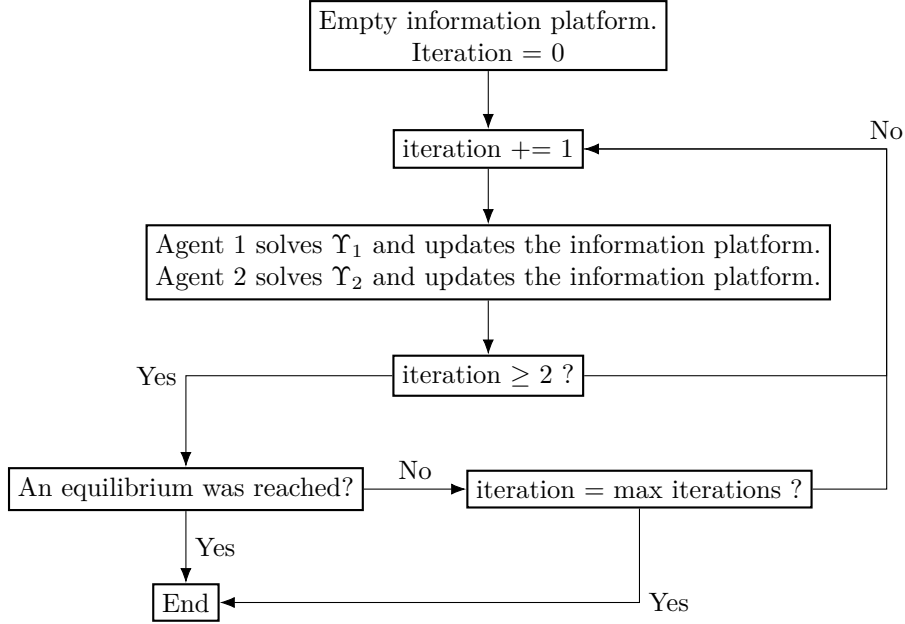 Empty information platform.
Iteration = 0
No
iteration += 1
Agent 1 solves ϒ₁ and updates the information platform.
Agent 2 solves ϒ₂ and updates the information platform.
Yes
iteration ≥ 2 ?
An equilibrium was reached?
No
iteration = max iterations ?
Yes
End
Yes